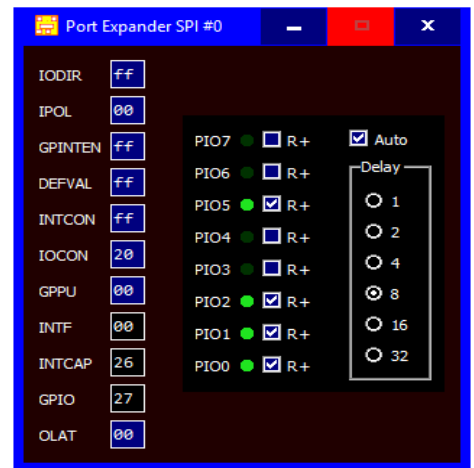 Port Expander SPI #0
IODIR ff
IPOL 00
GPINTEN ff
DEFVAL ff
INTCON ff
IOCON 20
GPPU 00
INTF 00
INTCAP 26
GPIO 27
OLAT 00
PIO7 R+
PIO6 R+
PIO5 R+
PIO4 R+
PIO3 R+
PIO2 R+
PIO1 R+
PIO0 R+
Auto
Delay
1
2
4
8
16
32